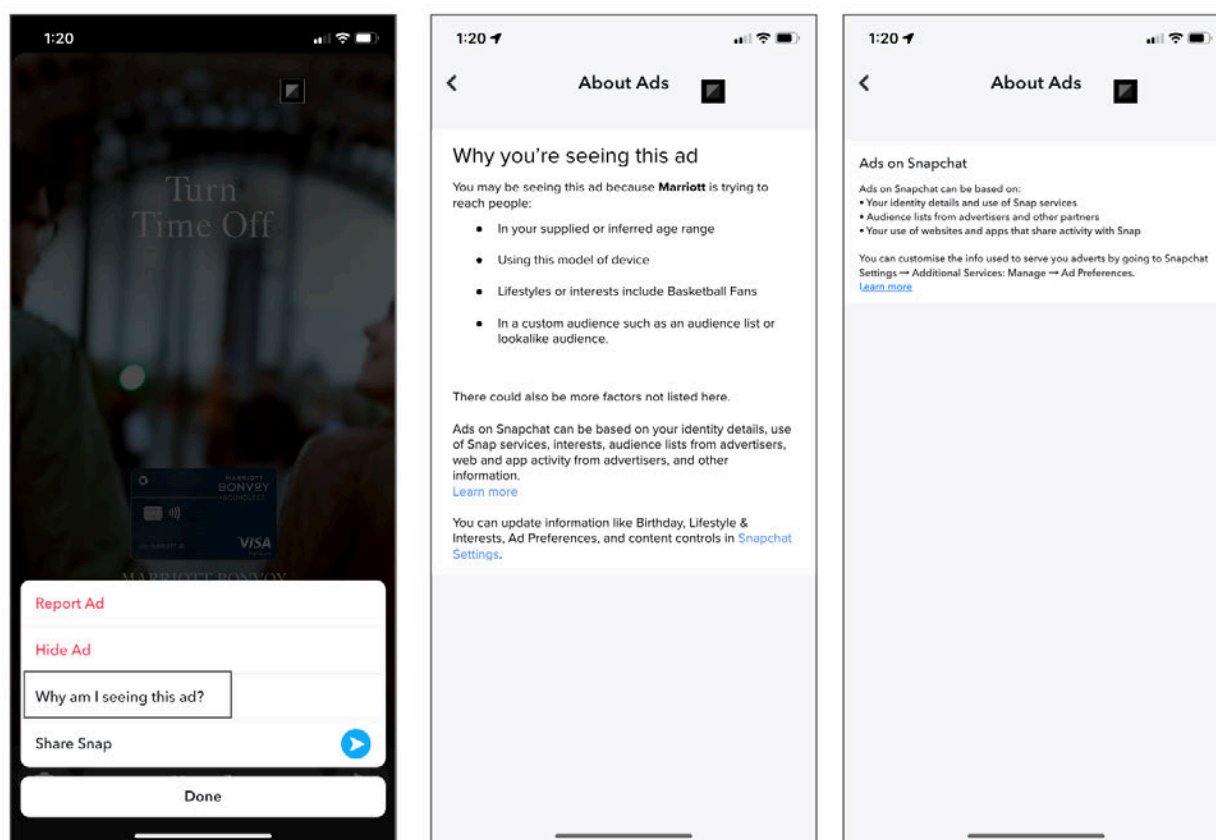 1:20
Turn
Time Off
MARRIOTT
BONVOY
BOUNDLESS
VISA
MARRIOTT BONVOY
Report Ad
Hide Ad
Why am I seeing this ad?
Share Snap
Done
1:20
About Ads
Why you're seeing this ad
You may be seeing this ad because Marriott is trying to
reach people:
• In your supplied or inferred age range
• Using this model of device
• Lifestyles or interests include Basketball Fans
• In a custom audience such as an audience list or
lookalike audience.
There could also be more factors not listed here.
Ads on Snapchat can be based on your identity details, use
of Snap services, interests, audience lists from advertisers,
web and app activity from advertisers, and other
information.
Learn more
You can update information like Birthday, Lifestyle &
Interests, Ad Preferences, and content controls in Snapchat
Settings.
1:20
About Ads
Ads on Snapchat
Ads on Snapchat can be based on:
• Your identity details and use of Snap services
• Audience lists from advertisers and other partners
• Your use of websites and apps that share activity with Snap
You can customise the info used to serve you adverts by going to Snapchat
Settings → Additional Services: Manage → Ad Preferences.
Learn more